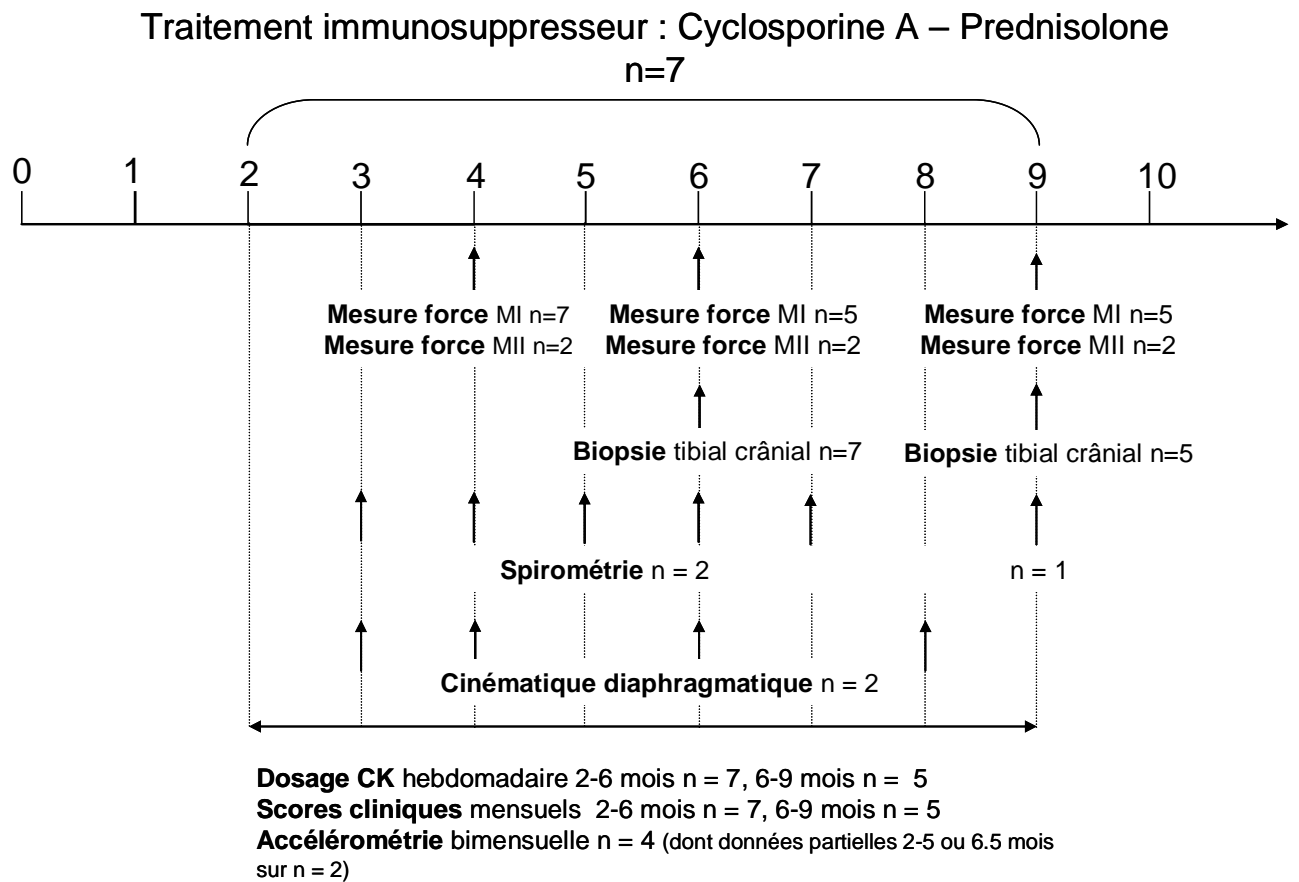 Traitement immunosuppresseur : Cyclosporine A – Prednisolone
n=7
0 1 2 3 4 5 6 7 8 9 10
Mesure force MI n=7 Mesure force MI n=5 Mesure force MI n=5
Mesure force MII n=2 Mesure force MII n=2 Mesure force MII n=2
Biopsie tibial crânial n=7 Biopsie tibial crânial n=5
Spirométrie n = 2 n = 1
Cinématique diaphragmatique n = 2
Dosage CK hebdomadaire 2-6 mois n = 7, 6-9 mois n = 5
Scores cliniques mensuels 2-6 mois n = 7, 6-9 mois n = 5
Accélérométrie bimensuelle n = 4 (dont données partielles 2-5 ou 6.5 mois
sur n = 2)